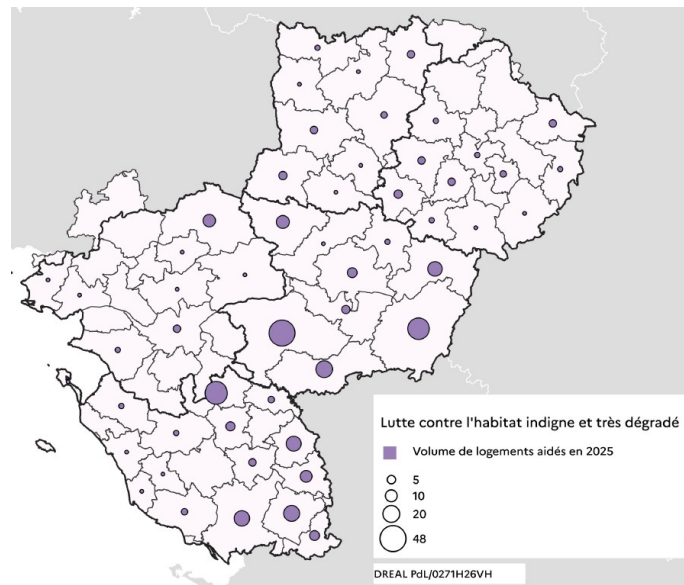 Lutte contre l'habitat indigne et très dégradé
Volume de logements aidés en 2025
5
10
20
48
DREAL PdL/0271H26VH